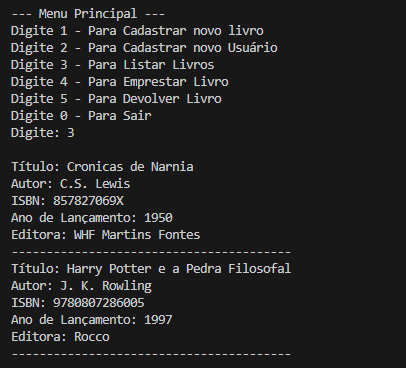 --- Menu Principal ---
Digite 1 - Para Cadastrar novo livro
Digite 2 - Para Cadastrar novo Usuário
Digite 3 - Para Listar Livros
Digite 4 - Para Emprestar Livro
Digite 5 - Para Devolver Livro
Digite 0 - Para Sair
Digite: 3
Título: Cronicas de Narnia
Autor: C.S. Lewis
ISBN: 857827069X
Ano de Lançamento: 1950
Editora: WHF Martins Fontes
----------------------------------------
Título: Harry Potter e a Pedra Filosofal
Autor: J. K. Rowling
ISBN: 9780807286005
Ano de Lançamento: 1997
Editora: Rocco
----------------------------------------